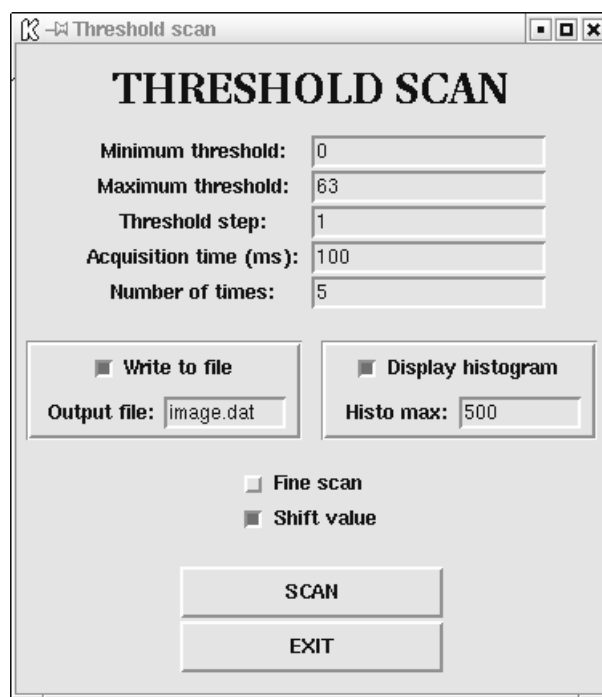 Threshold scan
THRESHOLD SCAN
Minimum threshold: 0
Maximum threshold: 63
Threshold step: 1
Acquisition time (ms): 100
Number of times: 5
Write to file
Output file: image.dat
Display histogram
Histo max: 500
Fine scan
Shift value
SCAN
EXIT